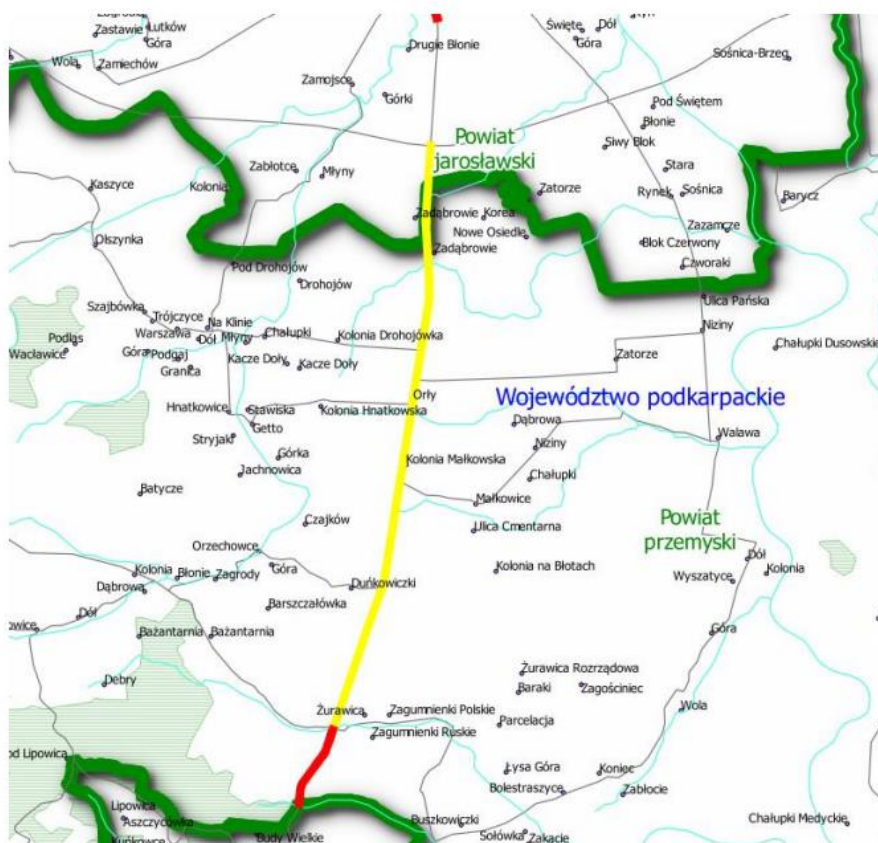 Lutków
Zastawie
Góra
Drugie Błonie
Święte
Dół
Góra
Sośnica-Brzeg
Wola
Zamiechów
Zamojsce
Górki
Pod Świętem
Błonie
Powiat
jarosławski
Siwy Blok
Zabłotce
Młyny
Stara
Kaszyce
Kolonia
Zatorze
Rynek
Sośnica
Barycz
Zadąbrowie
Korea
Nowe Osiedle
Zazamcze
Olszynka
Zadąbrowie
Blok Czerwony
Pod Drohojów
Czworaki
Drohojów
Szajbówka
Ulica Pańska
Trójczyce
Na Klinie
Warszawa
Dół
Młyny
Chałupki
Kolonia Drohojówka
Niziny
Podlas
Wacławice
Góra
Podgaj
Kacze Doły
Kacze Doły
Zatorze
Chałupki Dusowskie
Granica
Orły
Województwo podkarpackie
Hnatkowice
Stawiska
Kolonia Hnatkowska
Getto
Dąbrowa
Stryjaki
Niziny
Walawa
Górka
Kolonia Małkowska
Jachnowica
Chałupki
Batycze
Małkowice
Czajków
Ulica Cmentarna
Powiat
przemyski
Orzechowce
Dół
Kolonia
Błonie
Zagrody
Góra
Kolonia na Błotach
Kolonia
Wyszatyce
Dąbrowa
Duńkowiczki
Barszczałówka
Dół
owice
Bażantarnia
Bażantarnia
Góra
Żurawica Rozrządowa
Debry
Baraki
Zagościniec
Żurawica
Zagumnienki Polskie
Wola
Parcelacja
Zagumnienki Ruskie
od Lipowicą
Łysa Góra
Koniec
Bolestraszyce
Zabłocie
Lipowica
Aszczycówka
Buszkowiczki
Chałupki Medyckie
Kuńkowce
Budy Wielkie
Sołówka
Zakacie